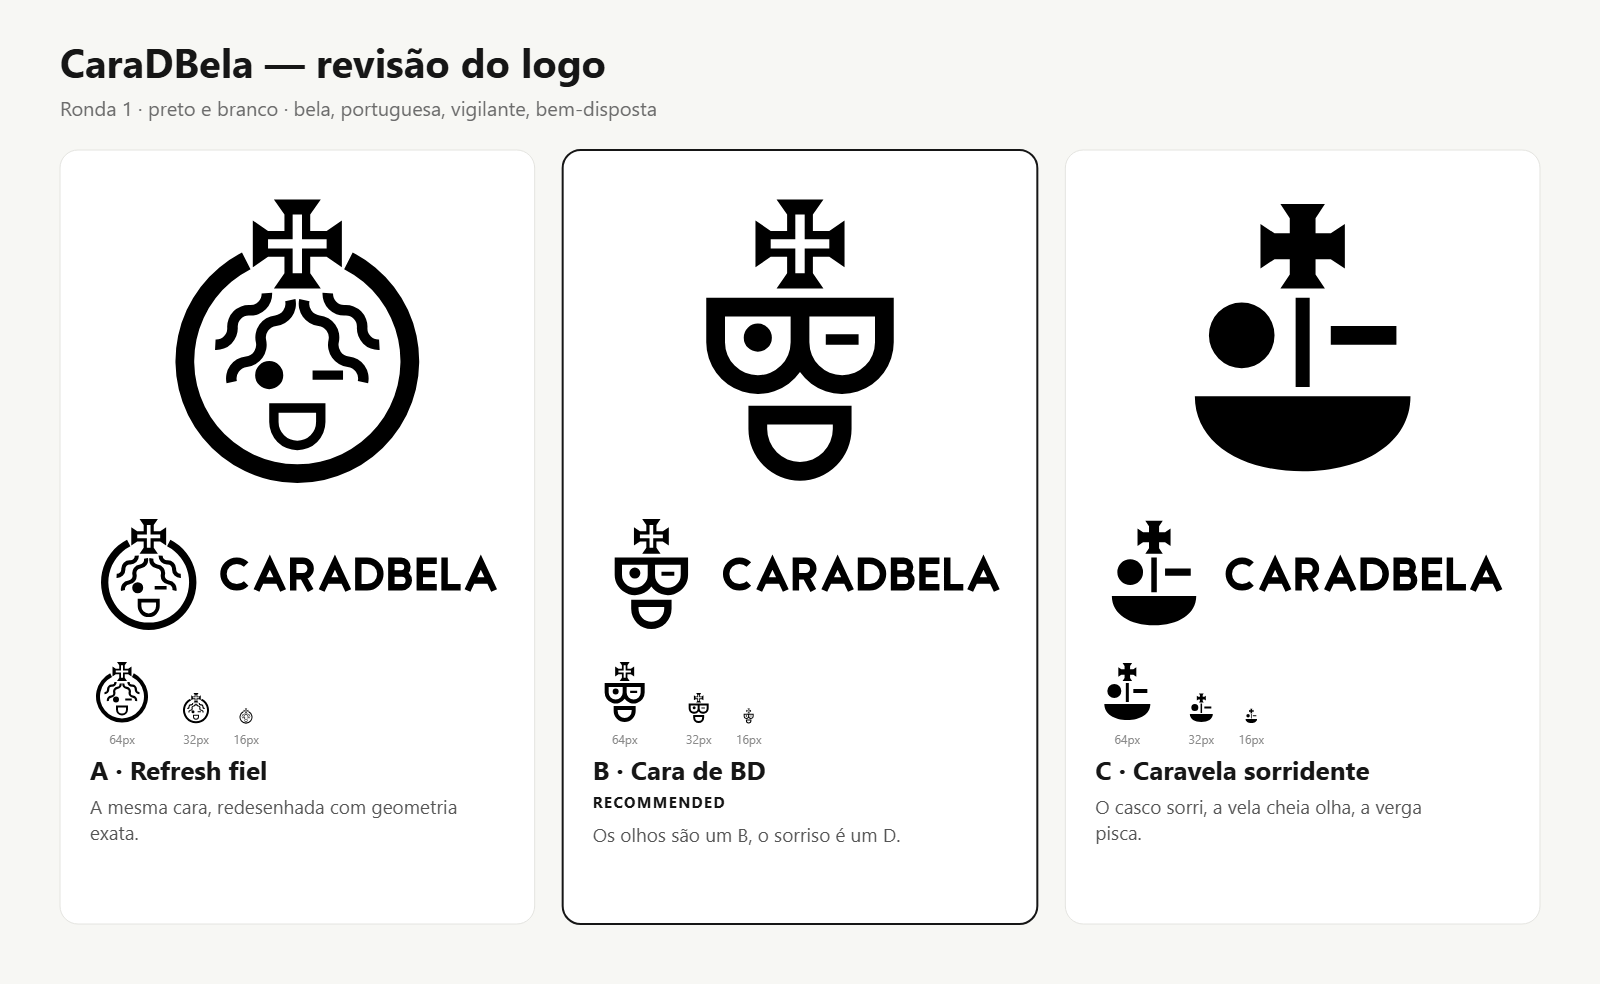 CaraDBela — revisão do logo
Ronda 1 · preto e branco · bela, portuguesa, vigilante, bem-disposta
CARADBELA
64px 32px 16px
A · Refresh fiel
A mesma cara, redesenhada com geometria
exata.
CARADBELA
64px 32px 16px
B · Cara de BD
RECOMMENDED
Os olhos são um B, o sorriso é um D.
CARADBELA
64px 32px 16px
C · Caravela sorridente
O casco sorri, a vela cheia olha, a verga
pisca.